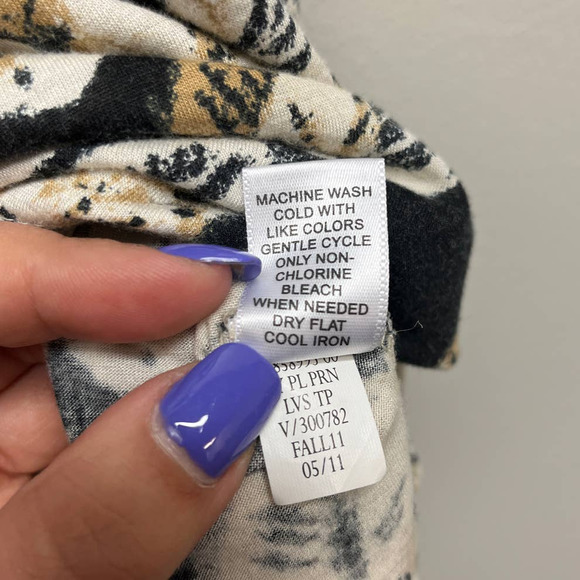 MACHINE WASH
COLD WITH
LIKE COLORS
GENTLE CYCLE
ONLY NON-
CHLORINE
BLEACH
WHEN NEEDED
DRY FLAT
COOL IRON
PL PRN
LVS TP
V/300782
FALL11
05/11